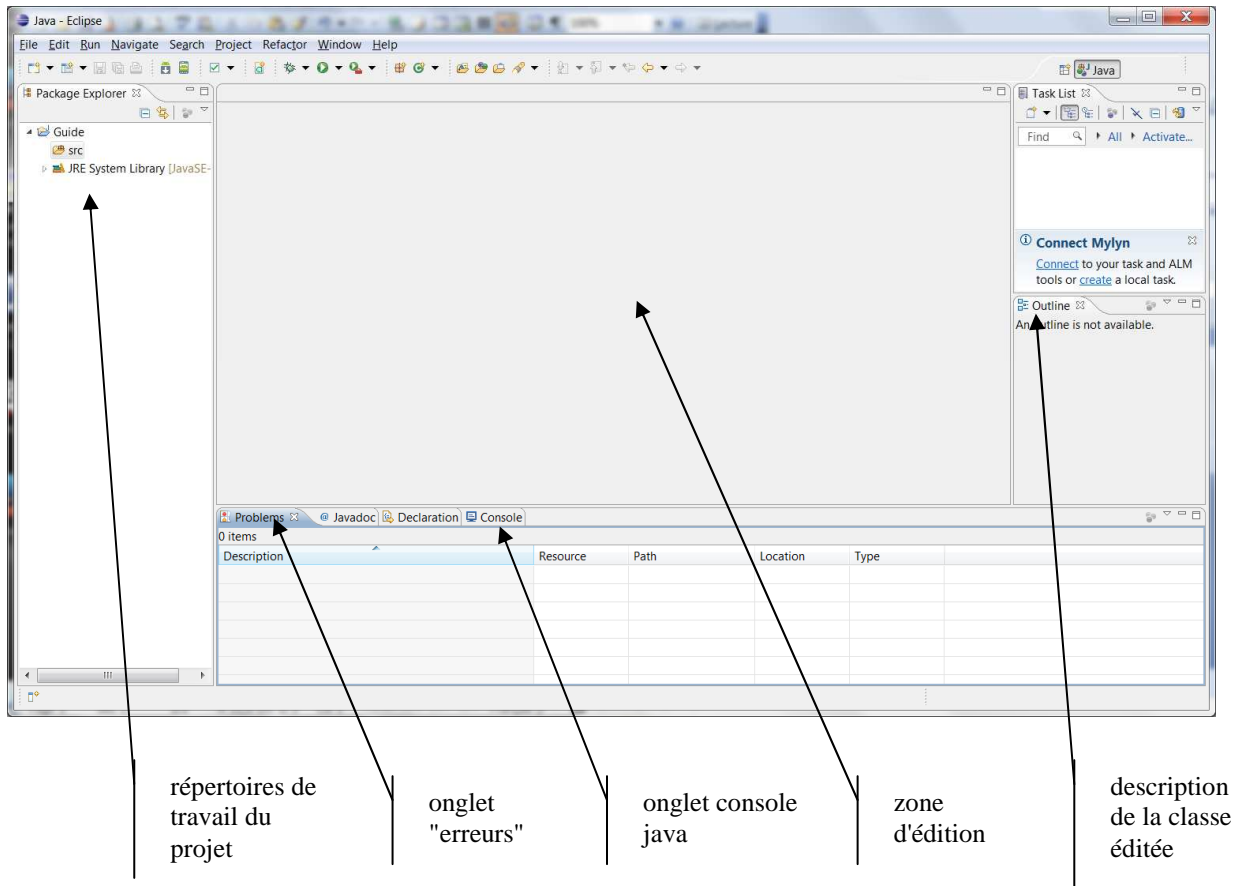 Java - Eclipse
File Edit Run Navigate Search Project Refactor Window Help
Java
Package Explorer
Guide
src
JRE System Library [JavaSE-
Task List
Find All Activate...
Connect Mylyn
Connect to your task and ALM
tools or create a local task.
Outline
An outline is not available.
Problems @ Javadoc Declaration Console
0 items
Description Resource Path Location Type
répertoires de
travail du
projet
onglet
"erreurs"
onglet console
java
zone
d'édition
description
de la classe
éditée